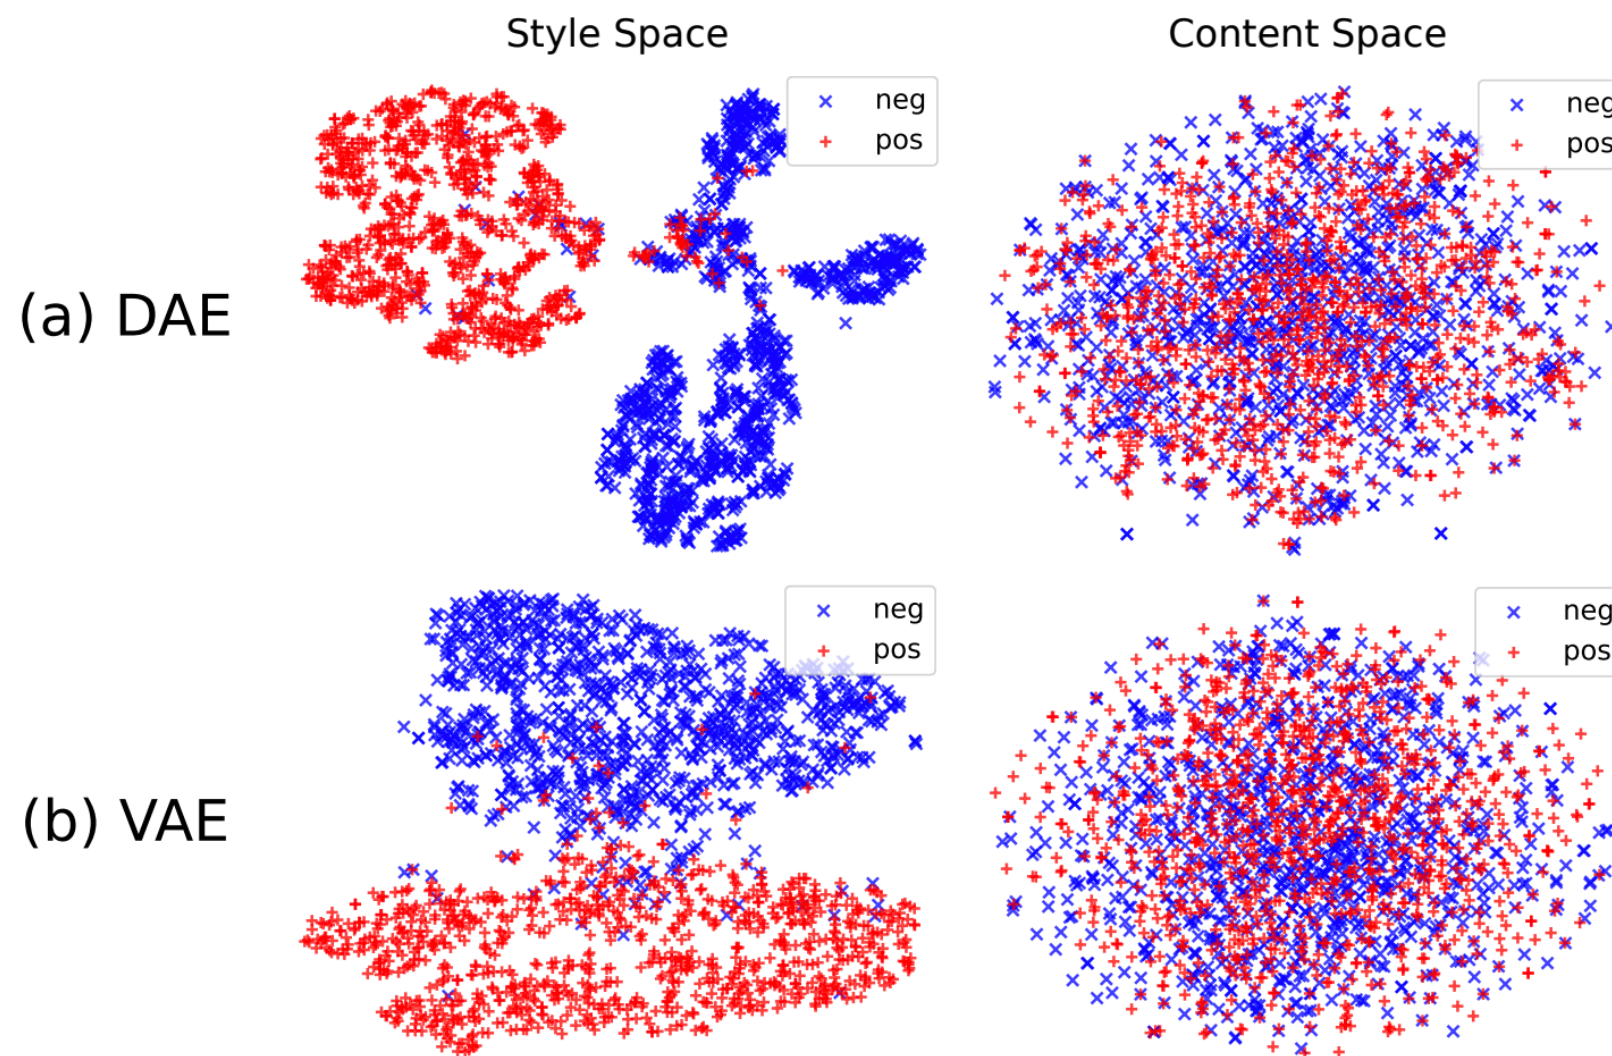 Style Space
Content Space
neg
pos
neg
pos
(a) DAE
neg
pos
neg
pos
(b) VAE